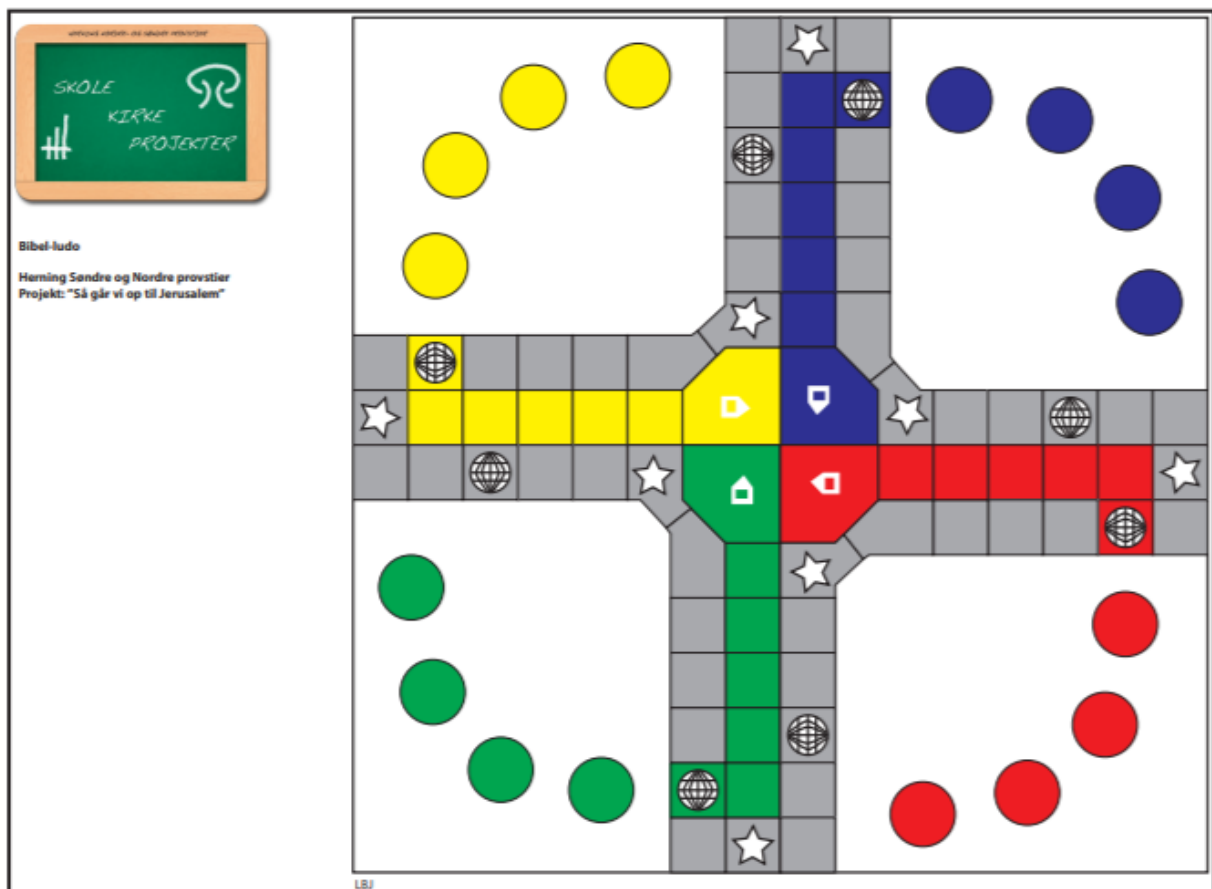 SKOLE
KIRKE
PROJEKTER
Bibel-ludo
Herning Søndre og Nordre provstier
Projekt: "Så går vi op til Jerusalem"
LBJ